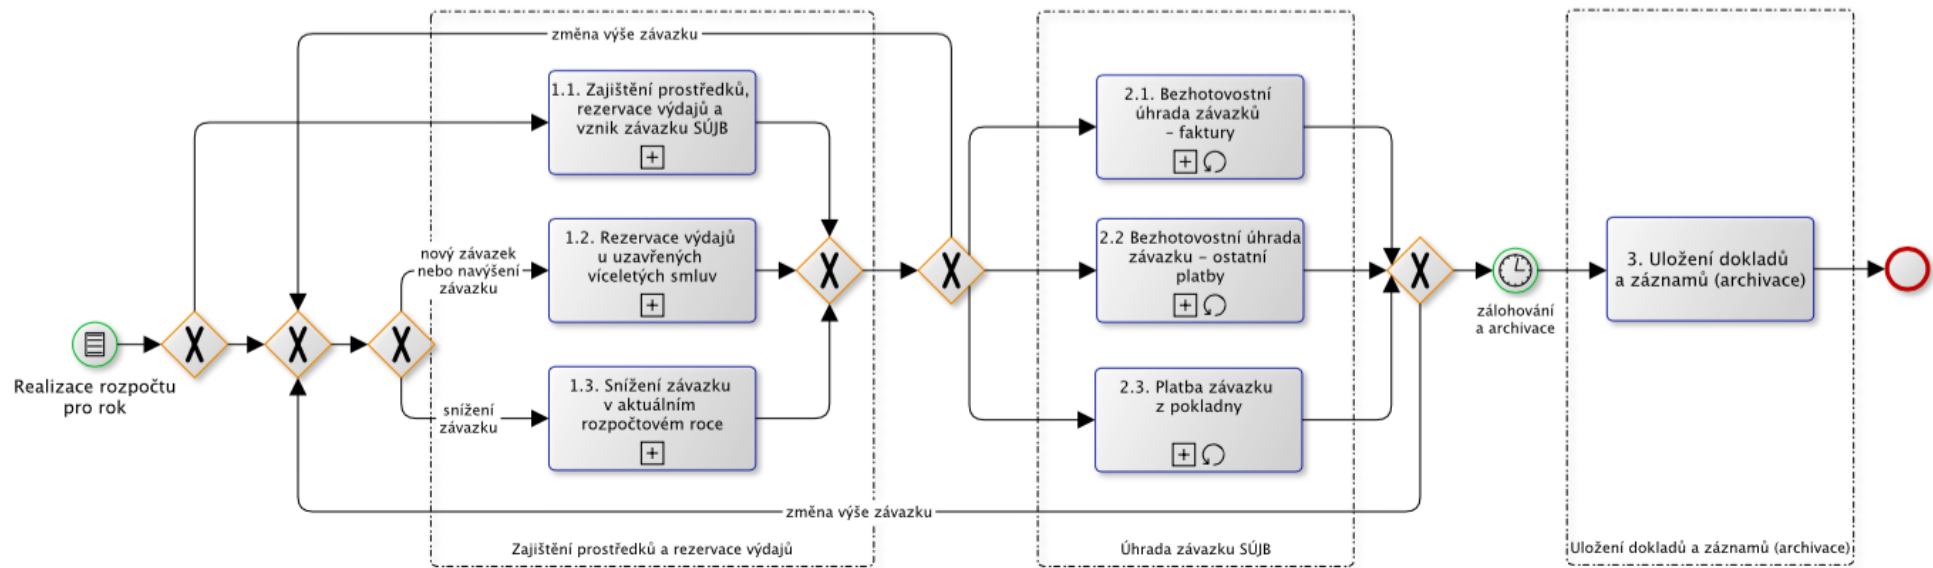 změna výše závazku
1.1. Zajištění prostředků,
rezervace výdajů a
vznik závazku SÚJB
2.1. Bezhotovostní
úhrada závazků
– faktury
nový závazek
nebo navýšení
závazku
1.2. Rezervace výdajů
u uzavřených
víceletých smluv
2.2 Bezhotovostní úhrada
závazku – ostatní
platby
zálohování
a archivace
3. Uložení dokladů
a záznamů (archivace)
Realizace rozpočtu
pro rok
snížení
závazku
1.3. Snížení závazku
v aktuálním
rozpočtovém roce
2.3. Platba závazku
z pokladny
změna výše závazku
Zajištění prostředků a rezervace výdajů
Úhrada závazku SÚJB
Uložení dokladů a záznamů (archivace)